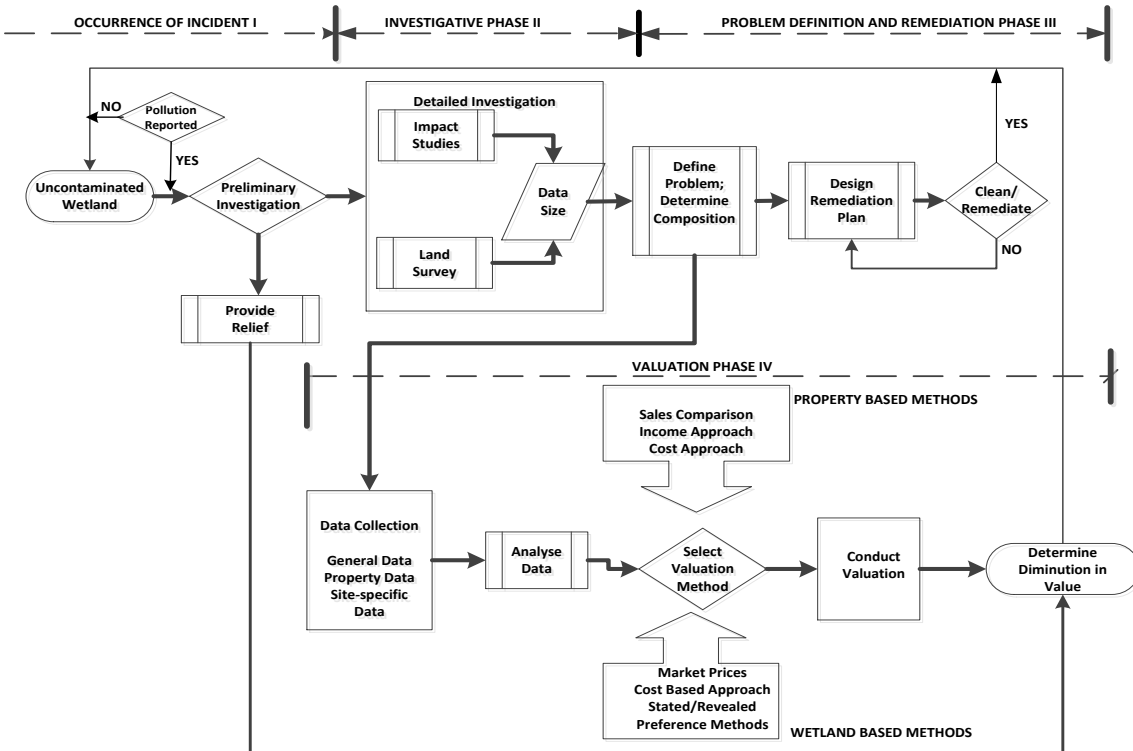 OCCURRENCE OF INCIDENT I
INVESTIGATIVE PHASE II
PROBLEM DEFINITION AND REMEDIATION PHASE III
NO
Pollution
Reported
YES
Uncontaminated
Wetland
Preliminary
Investigation
Provide
Relief
Detailed Investigation
Impact
Studies
Data
Size
Land
Survey
Define
Problem;
Determine
Composition
Design
Remediation
Plan
Clean/
Remediate
YES
NO
VALUATION PHASE IV
PROPERTY BASED METHODS
Sales Comparison
Income Approach
Cost Approach
Data Collection
General Data
Property Data
Site-specific
Data
Analyse
Data
Select
Valuation
Method
Conduct
Valuation
Determine
Diminution in
Value
Market Prices
Cost Based Approach
Stated/Revealed
Preference Methods
WETLAND BASED METHODS